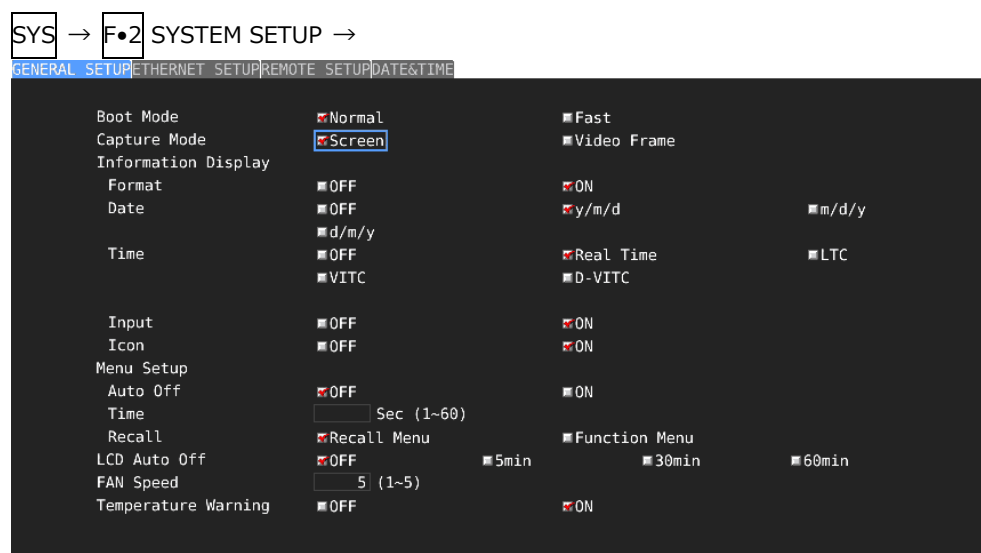 SYS → F•2 SYSTEM SETUP →
GENERAL SETUP ETHERNET SETUP REMOTE SETUP DATE&TIME
Boot Mode Normal Fast
Capture Mode Screen Video Frame
Information Display
Format OFF ON
Date OFF y/m/d m/d/y
d/m/y
Time OFF Real Time LTC
VITC D-VITC
Input OFF ON
Icon OFF ON
Menu Setup
Auto Off OFF ON
Time Sec (1~60)
Recall Recall Menu Function Menu
LCD Auto Off OFF 5min 30min 60min
FAN Speed 5 (1~5)
Temperature Warning OFF ON